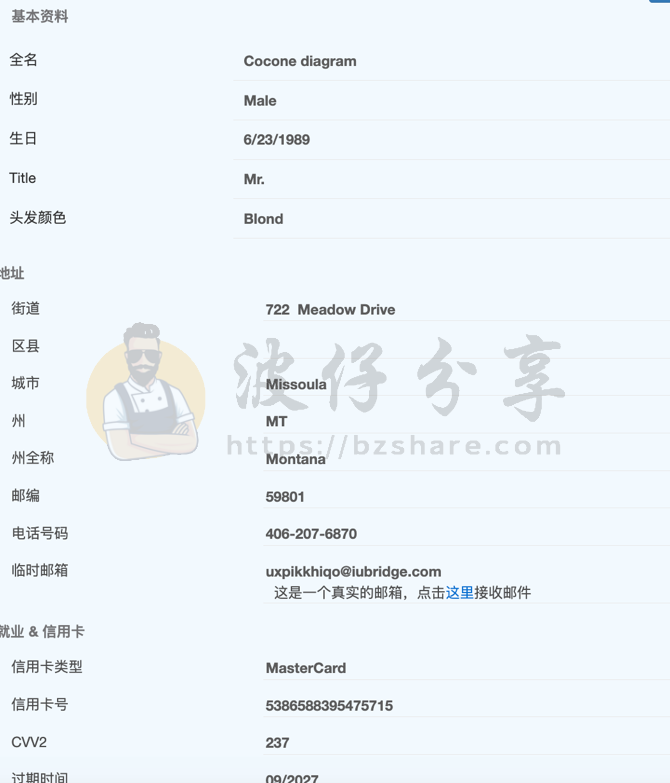 基本资料
全名 Cocone diagram
性别 Male
生日 6/23/1989
Title Mr.
头发颜色 Blond
地址
街道 722 Meadow Drive
区县
城市 Missoula
州 MT
州全称 Montana
邮编 59801
电话号码 406-207-6870
临时邮箱 uxpikkhiqo@iubridge.com
这是一个真实的邮箱，点击这里接收邮件
就业 & 信用卡
信用卡类型 MasterCard
信用卡号 5386588395475715
CVV2 237
过期时间 09/2027
波仔分享
https://bzshare.com